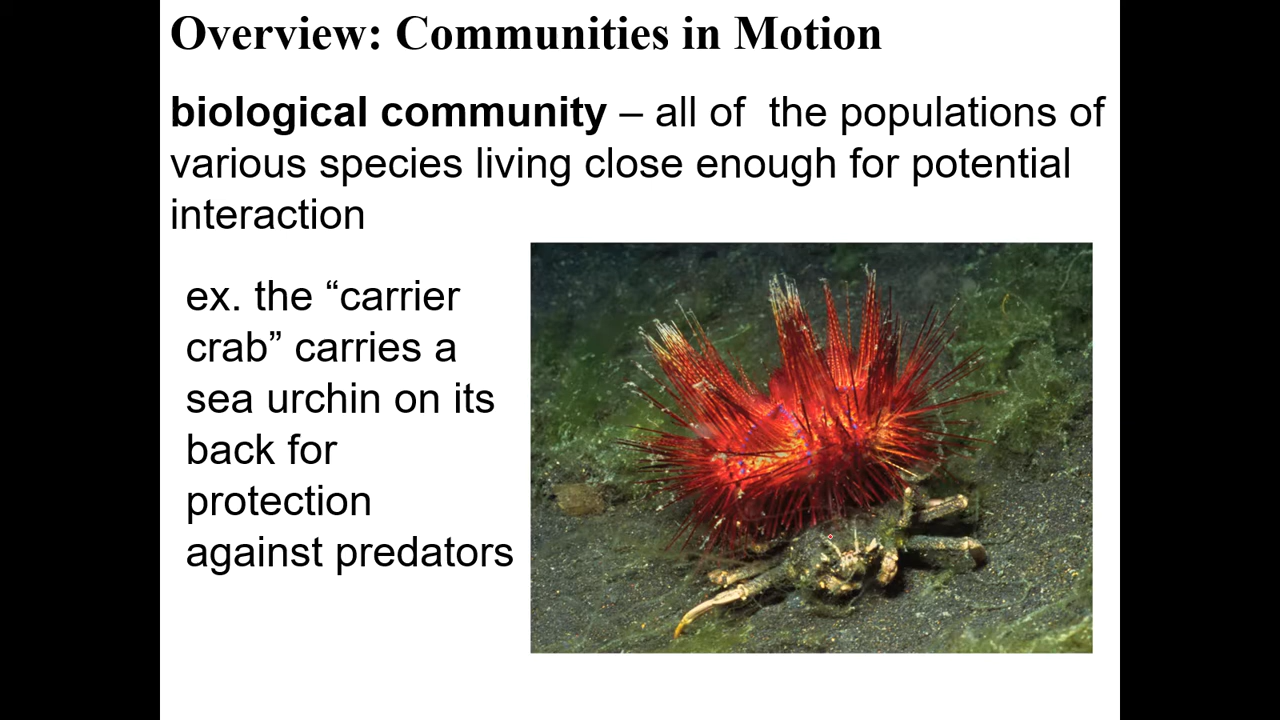 Overview: Communities in Motion
biological community – all of  the populations of
various species living close enough for potential
interaction
ex. the “carrier
crab” carries a
sea urchin on its
back for
protection
against predators